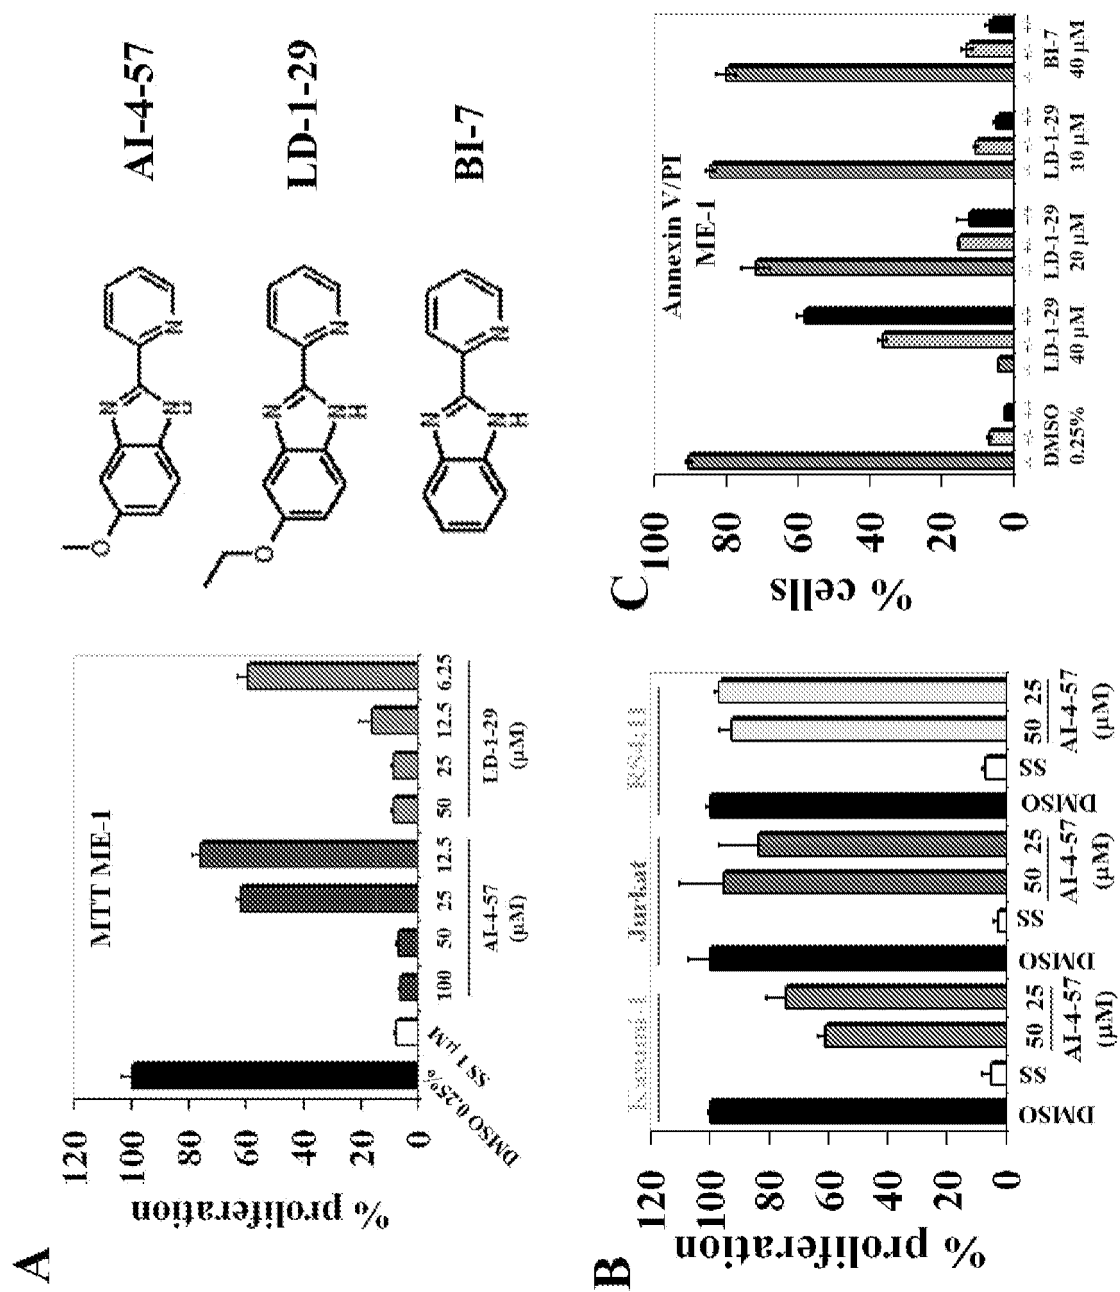 A
MTT ME-1
% proliferation
120
100
80
60
40
20
0
DMSO 0.25%
SS 1 µM
100 50 25 12.5
AI-4-57
(µM)
50 25 12.5 6.25
LD-1-29
(µM)
O
N
N
H
N
AI-4-57
O
N
N
H
N
LD-1-29
N
N
H
N
BI-7
B
% proliferation
120
100
80
60
40
20
0
Kasumi-1
Jurkat
RS4;11
DMSO SS 50 25
AI-4-57
(µM)
DMSO SS 50 25
AI-4-57
(µM)
DMSO SS 50 25
AI-4-57
(µM)
C
Annexin V/PI
ME-1
% cells
100
80
60
40
20
0
DMSO LD-1-29 LD-1-29 LD-1-29 BI-7
0.25% 40 µM 20 µM 10 µM 40 µM